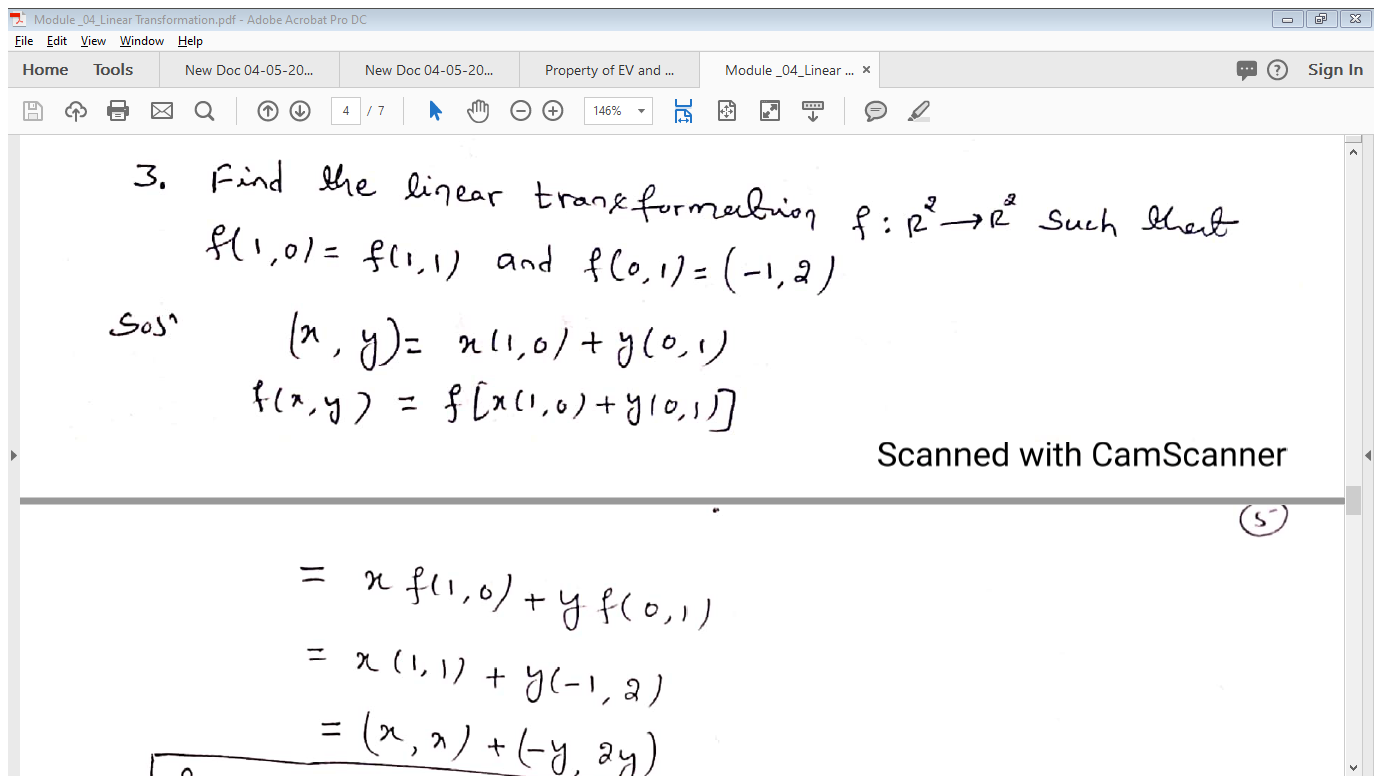 Module _04_Linear Transformation.pdf - Adobe Acrobat Pro DC
File Edit View Window Help
Home Tools New Doc 04-05-20... New Doc 04-05-20... Property of EV and ... Module _04_Linear ... × Sign In
4 / 7 146%
3. Find the linear transformation f : R² → R² such that
f(1,0) = f(1,1) and f(0,1) = (-1,2)
(x, y) = x(1,0) + y(0,1)
f(x,y) = f[x(1,0) + y(0,1)]
Scanned with CamScanner
5
= x f(1,0) + y f(0,1)
= x(1,1) + y(-1,2)
= (x,x) + (-y, 2y)